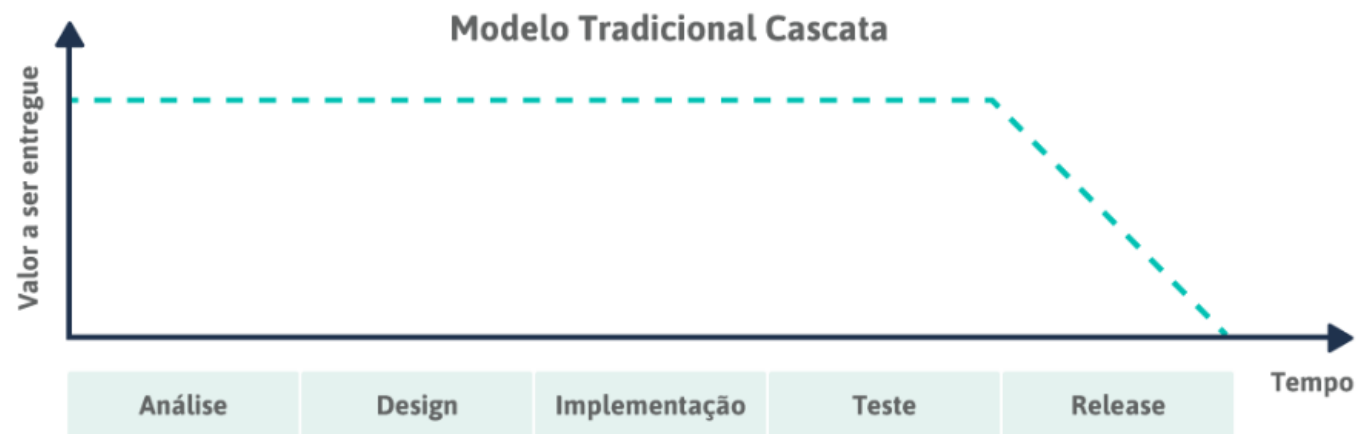 Modelo Tradicional Cascata
Valor a ser entregue
Tempo
Análise
Design
Implementação
Teste
Release